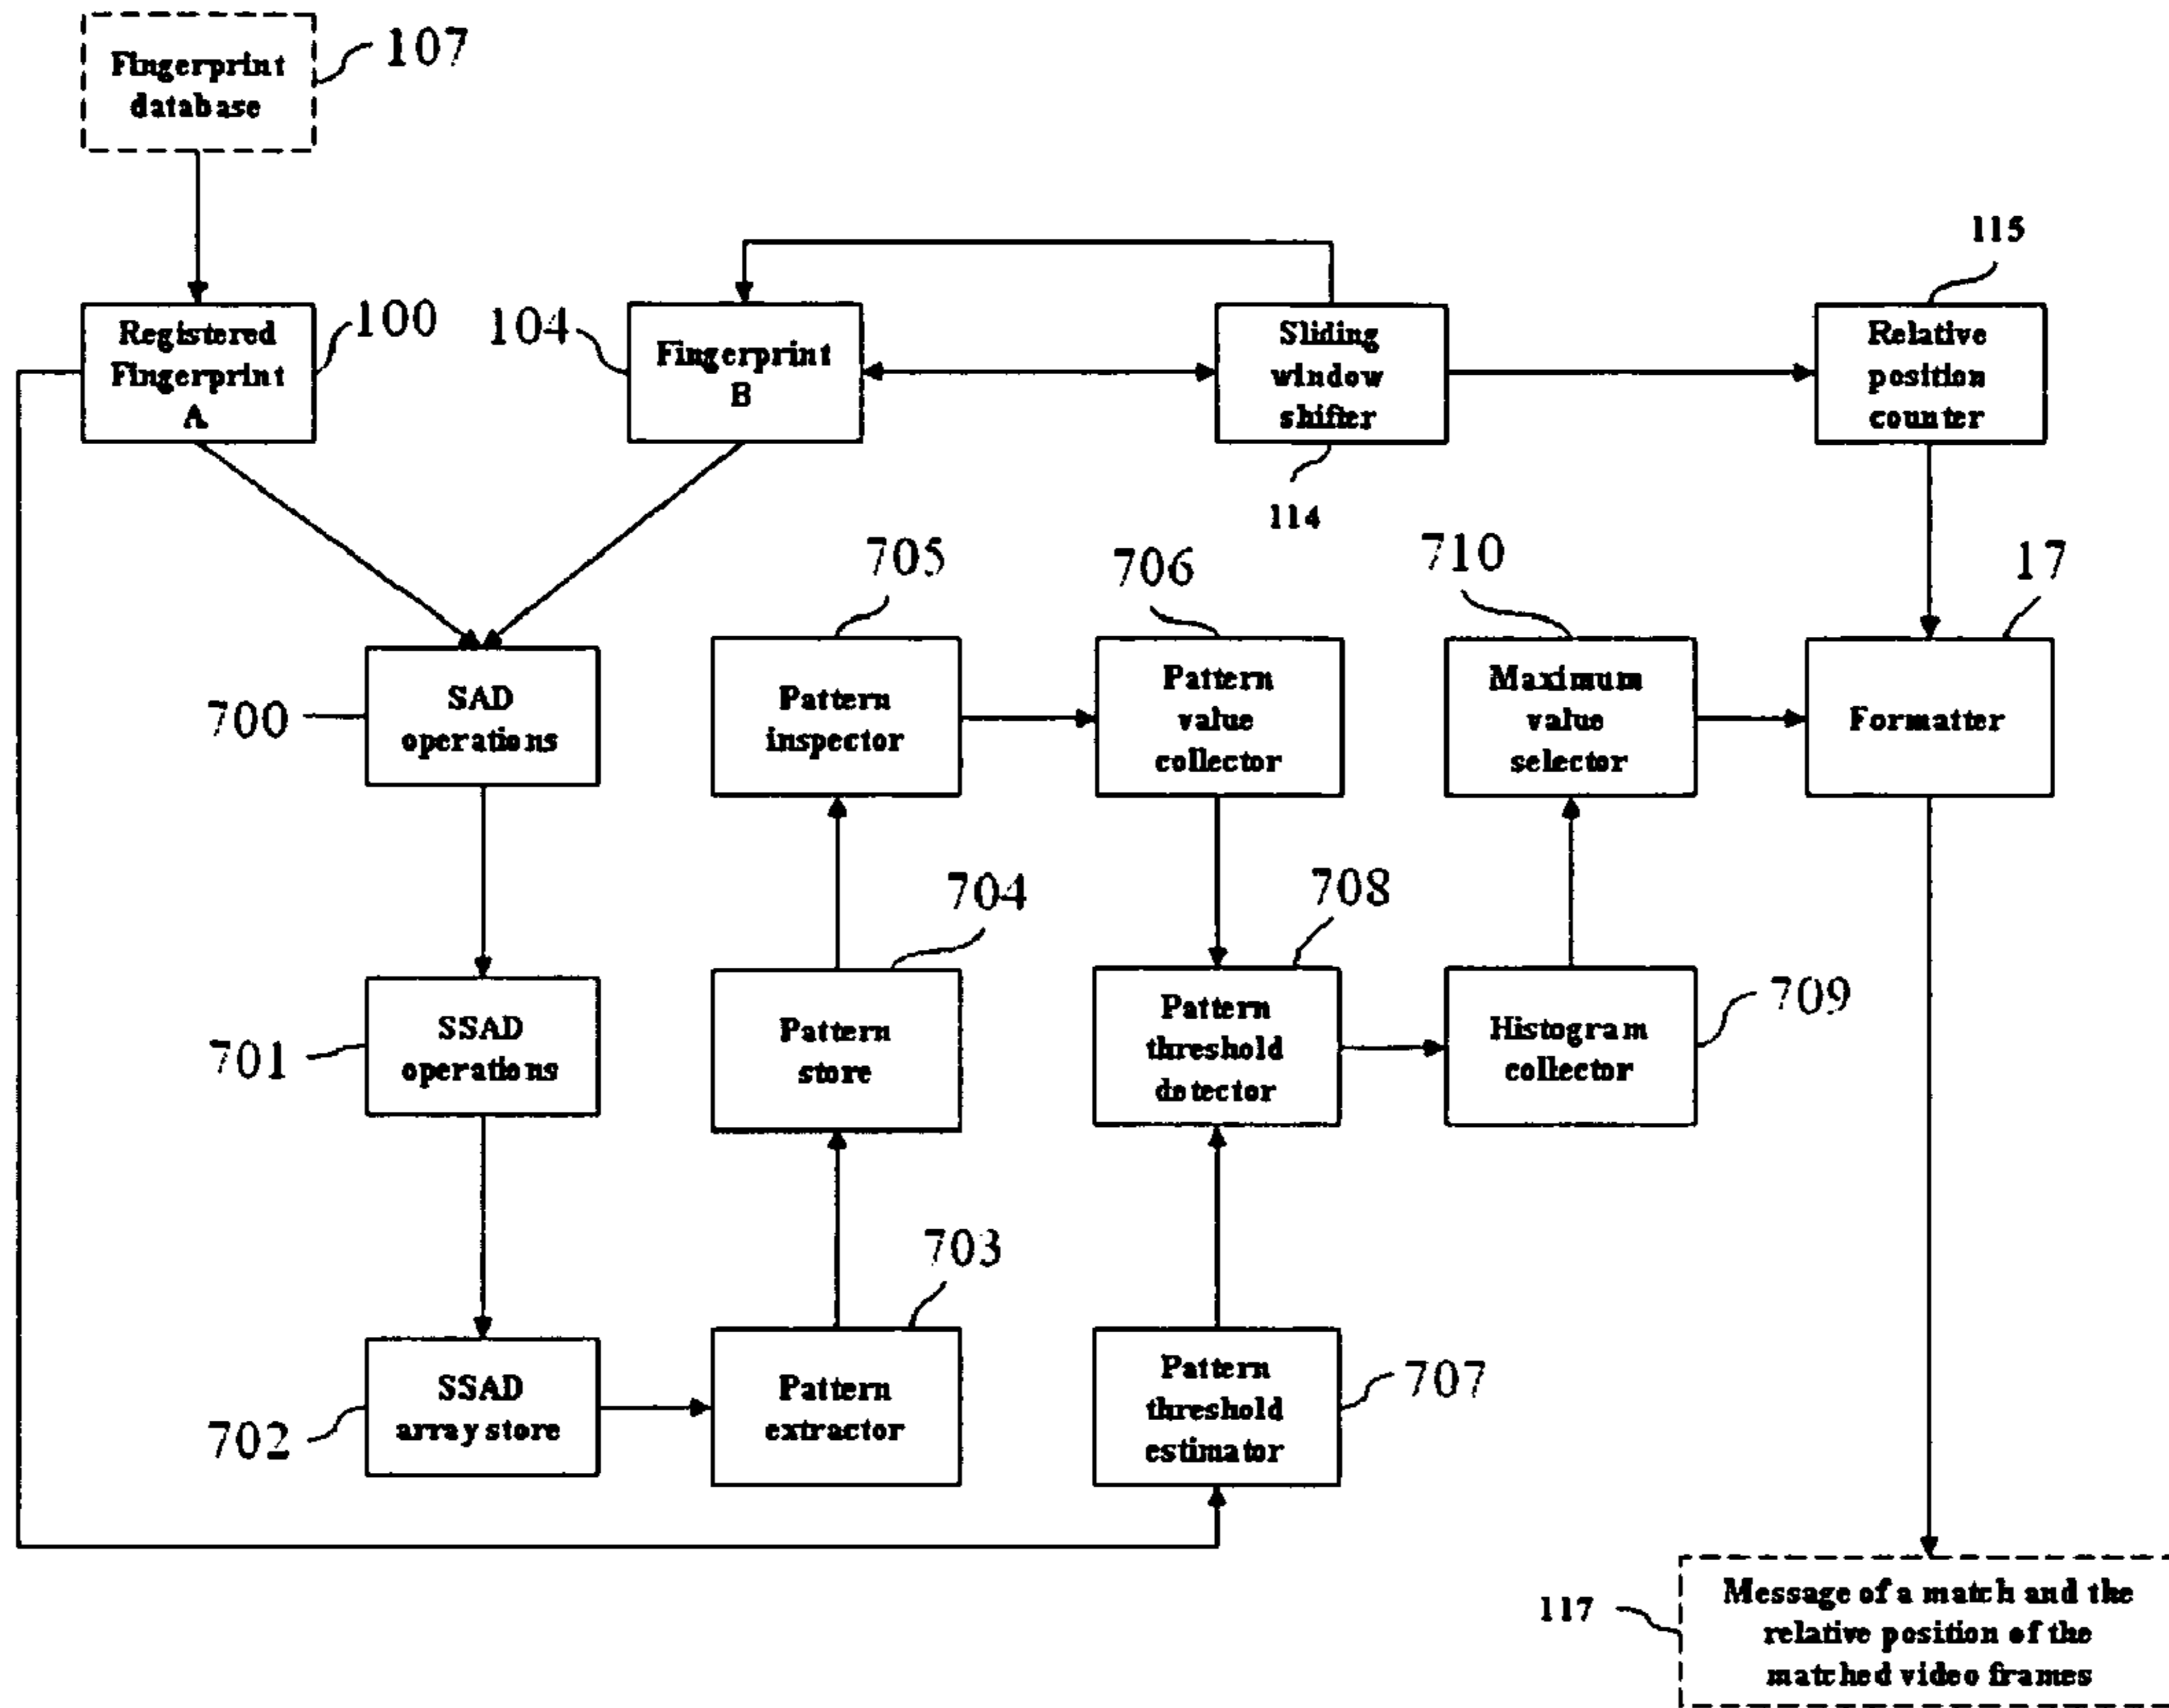 Fingerprint
database
107
115
Registered
Fingerprint
A
100
104
Fingerprint
B
Sliding
window
shifter
114
Relative
position
counter
705
706
710
17
700
SAD
operations
Pattern
inspector
Pattern
value
collector
Maximum
value
selector
Formatter
704
708
701
SSAD
operations
Pattern
store
Pattern
threshold
detector
Histogram
collector
709
703
702
SSAD
array store
Pattern
extractor
Pattern
threshold
estimator
707
117
Message of a match and the
relative position of the
matched video frames